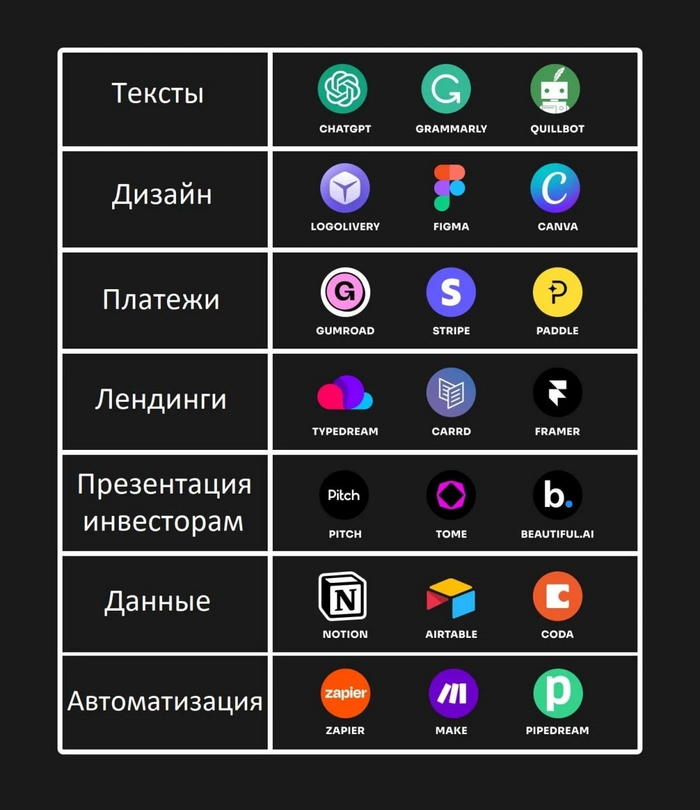 Тексты
CHATGPT GRAMMARLY QUILLBOT
Дизайн
LOGOLIVERY FIGMA CANVA
Платежи
G S P
GUMROAD STRIPE PADDLE
Лендинги
TYPEDREAM CARRD FRAMER
Презентация
инвесторам
Pitch b.
PITCH TOME BEAUTIFUL.AI
Данные
N
NOTION AIRTABLE CODA
Автоматизация
zapier p
ZAPIER MAKE PIPEDREAM